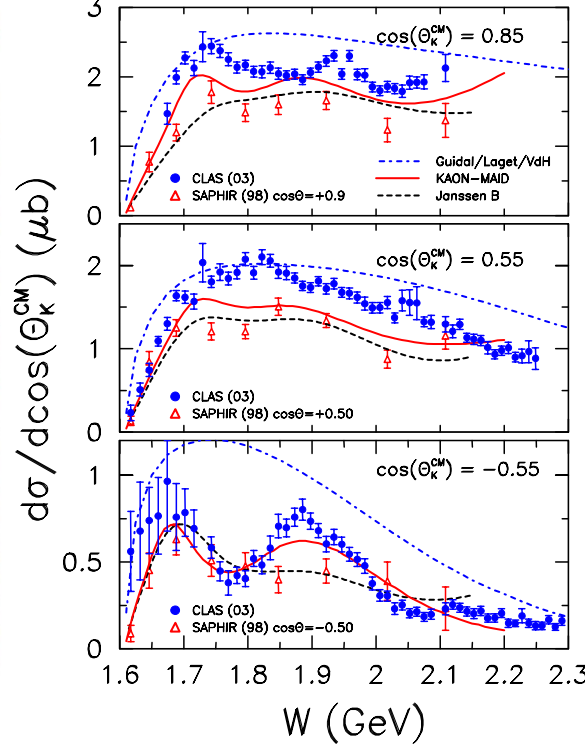 dσ/dcos(Θ_K^CM) (μb)
3
2
1
0
cos(Θ_K^CM) = 0.85
Guidal/Laget/VdH
CLAS (03)
KAON−MAID
SAPHIR (98) cosΘ=+0.9
Janssen B
2
1
0
cos(Θ_K^CM) = 0.55
CLAS (03)
SAPHIR (98) cosΘ=+0.50
1
0.5
0
cos(Θ_K^CM) = −0.55
CLAS (03)
SAPHIR (98) cosΘ=−0.50
1.6 1.7 1.8 1.9 2 2.1 2.2 2.3
W (GeV)